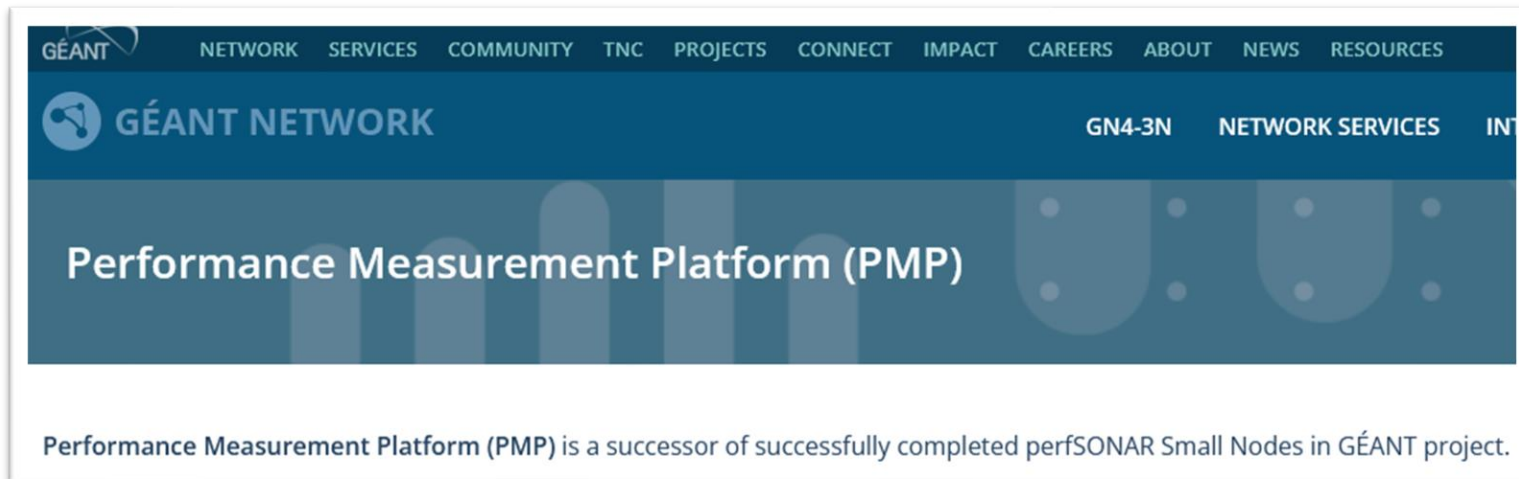 GÉANT NETWORK SERVICES COMMUNITY TNC PROJECTS CONNECT IMPACT CAREERS ABOUT NEWS RESOURCES
GÉANT NETWORK GN4-3N NETWORK SERVICES
Performance Measurement Platform (PMP)
Performance Measurement Platform (PMP) is a successor of successfully completed perfSONAR Small Nodes in GÉANT project.